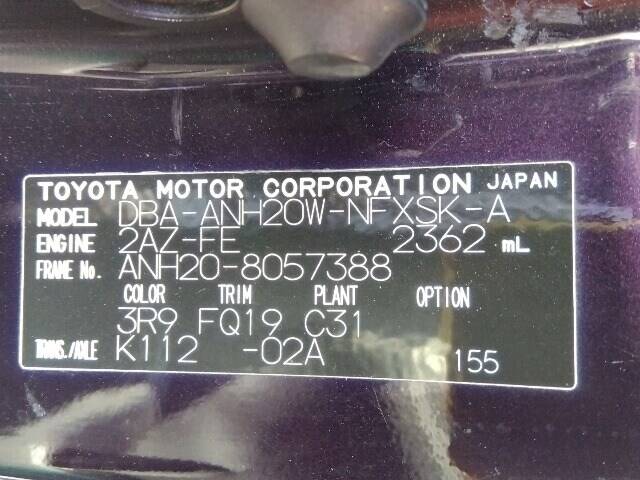 TOYOTA MOTOR CORPORATION JAPAN
MODEL DBA-ANH20W-NFXSK-A
ENGINE 2AZ-FE 2362 mL
FRAME No. ANH20-8057388
COLOR TRIM PLANT OPTION
3R9 FQ19 C31
TRANS./AXLE K112 -02A 155